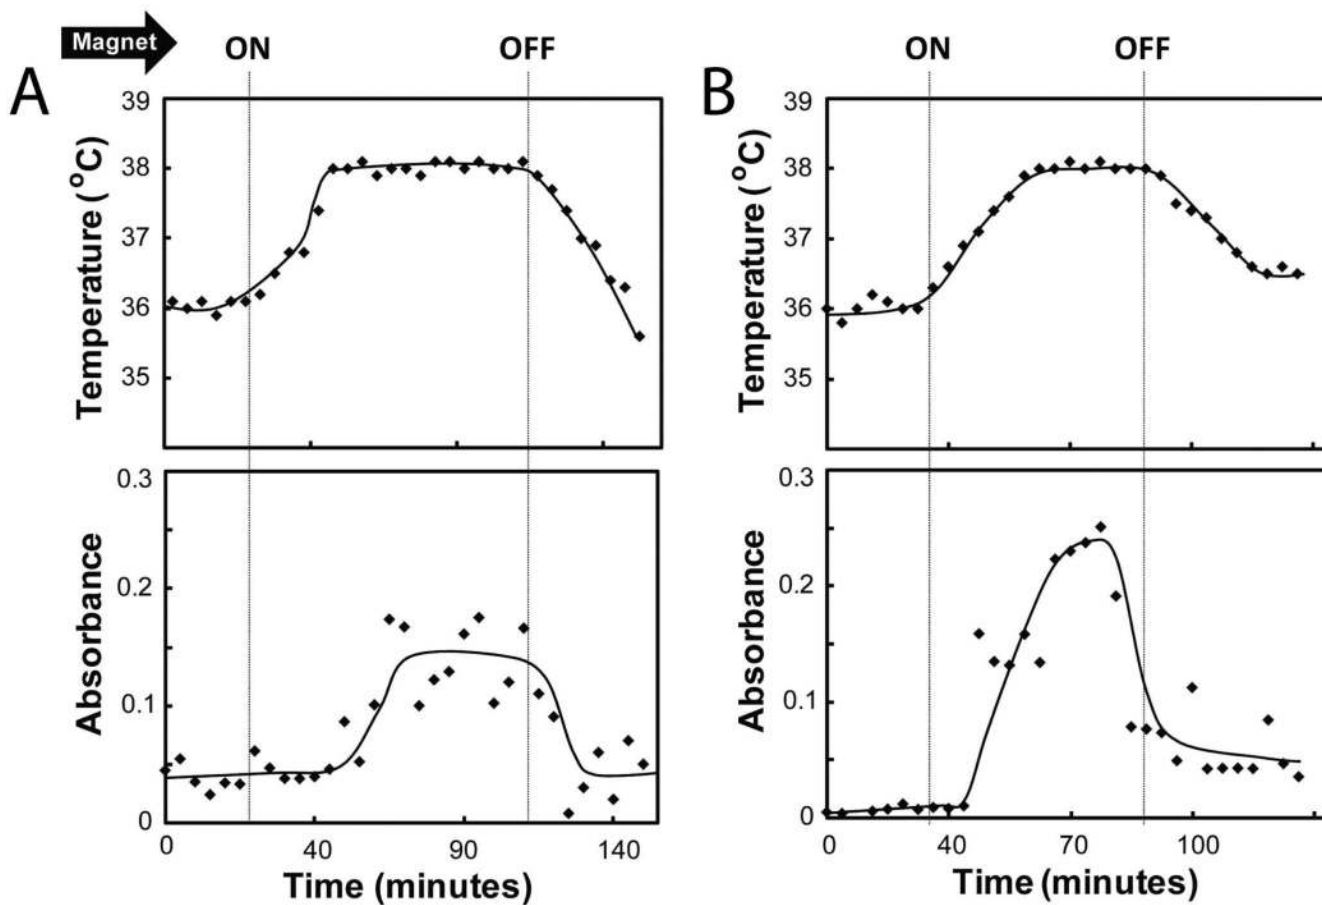 Magnet ON OFF ON OFF
A
39
38
37
36
35
Temperature (°C)
0.3
0.2
0.1
0
Absorbance
0 40 90 140
Time (minutes)
B
39
38
37
36
35
Temperature (°C)
0.3
0.2
0.1
0
Absorbance
0 40 70 100
Time (minutes)